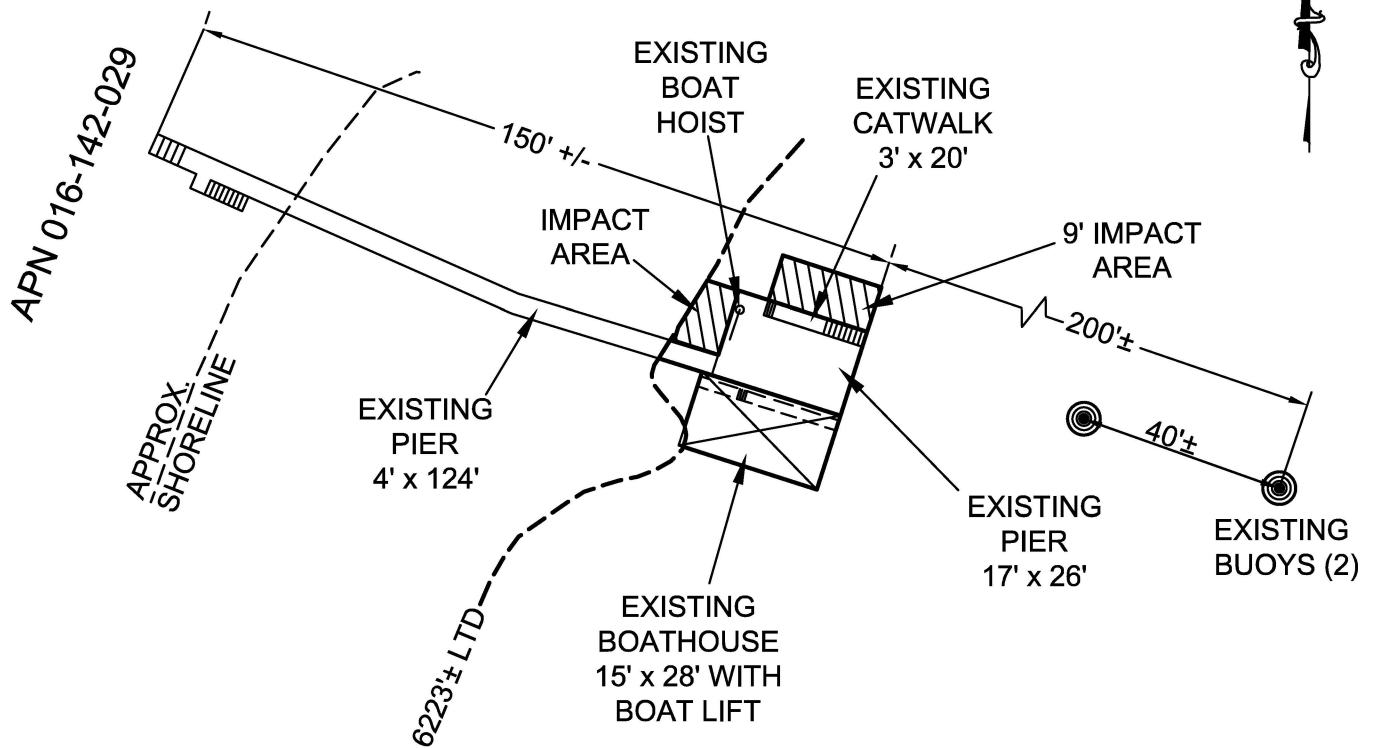 APN 016-142-029
150' +/-
EXISTING
BOAT
HOIST
EXISTING
CATWALK
3' x 20'
IMPACT
AREA
9' IMPACT
AREA
200'±
40'±
APPROX.
SHORELINE
EXISTING
PIER
4' x 124'
EXISTING
PIER
17' x 26'
EXISTING
BUOYS (2)
EXISTING
BOATHOUSE
15' x 28' WITH
BOAT LIFT
6223'± LTD